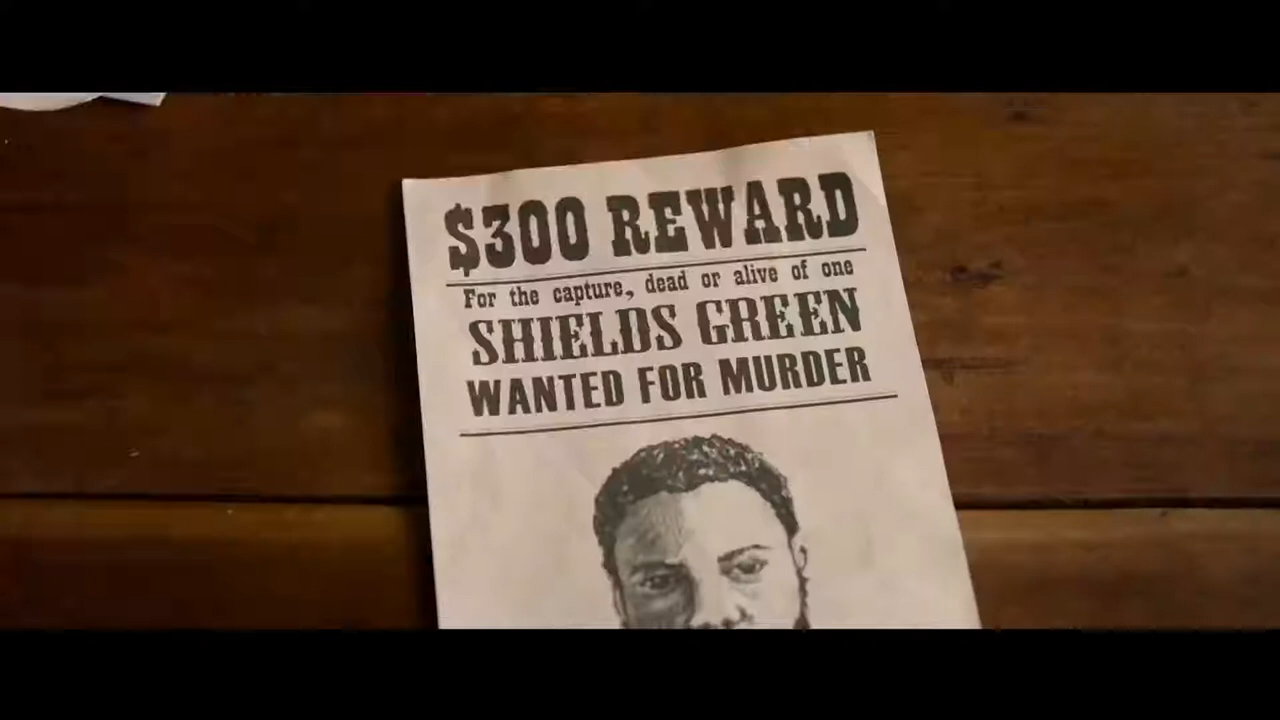 $300 REWARD
For the capture, dead or alive of one
SHIELDS GREEN
WANTED FOR MURDER